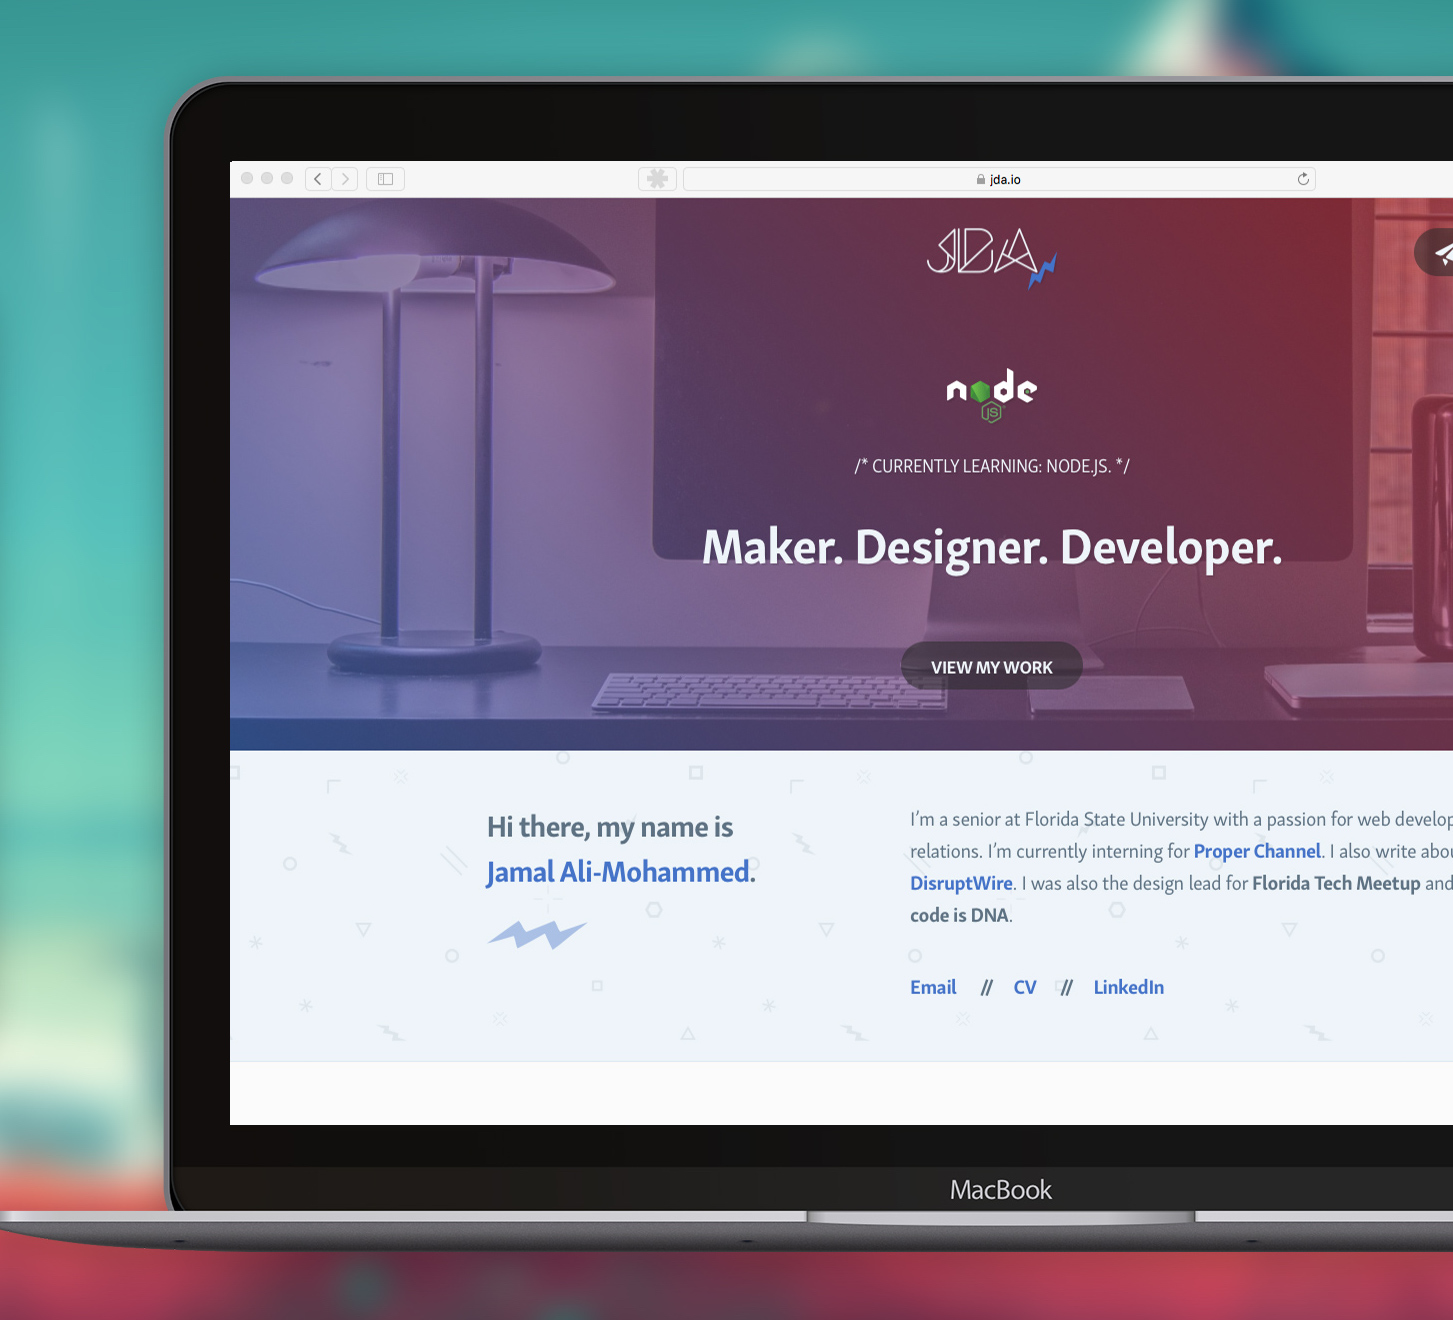 jda.io
JDA
node
JS
/* CURRENTLY LEARNING: NODE.JS. */
Maker. Designer. Developer.
VIEW MY WORK
Hi there, my name is
Jamal Ali-Mohammed.
I'm a senior at Florida State University with a passion for web develop
relations. I'm currently interning for Proper Channel. I also write abou
DisruptWire. I was also the design lead for Florida Tech Meetup and
code is DNA.
Email // CV // LinkedIn
MacBook